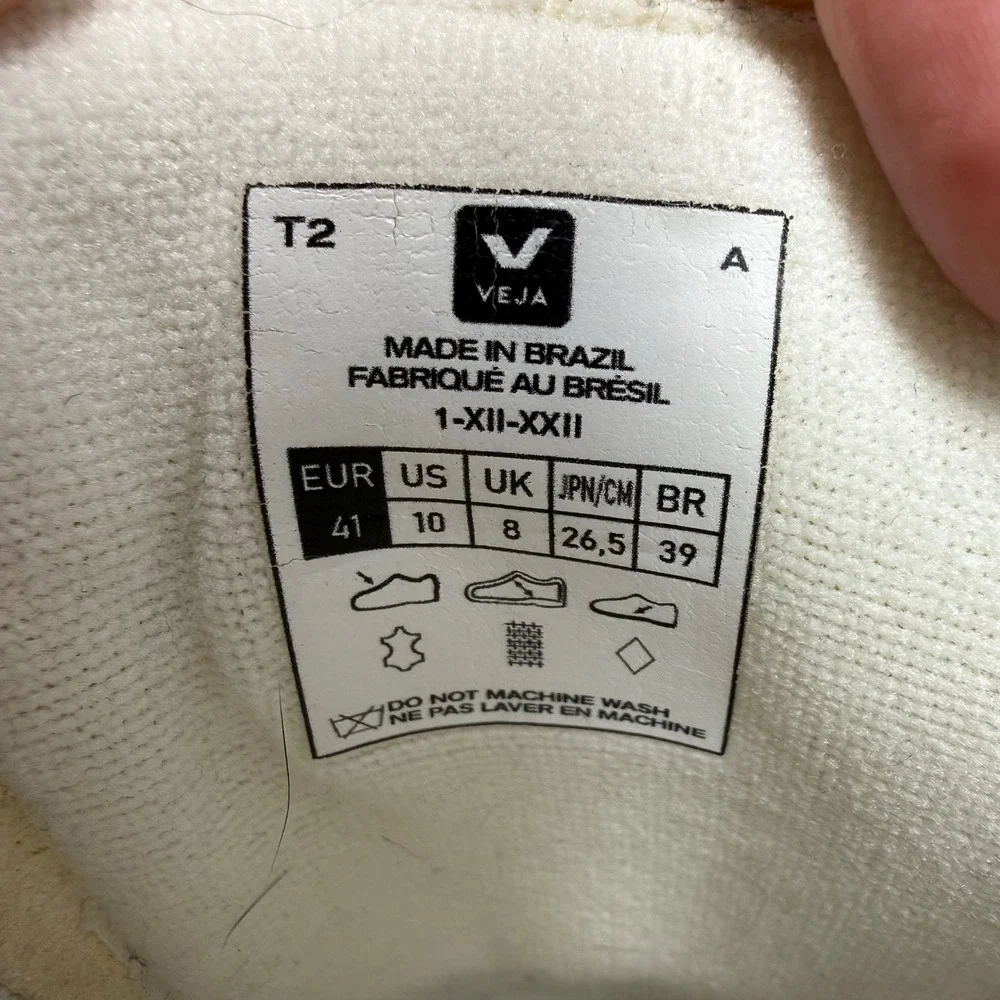 T2
VEJA
A
MADE IN BRAZIL
FABRIQUÉ AU BRÉSIL
1-XII-XXII
EUR US UK JPN/CM BR
41 10 8 26,5 39
DO NOT MACHINE WASH
NE PAS LAVER EN MACHINE